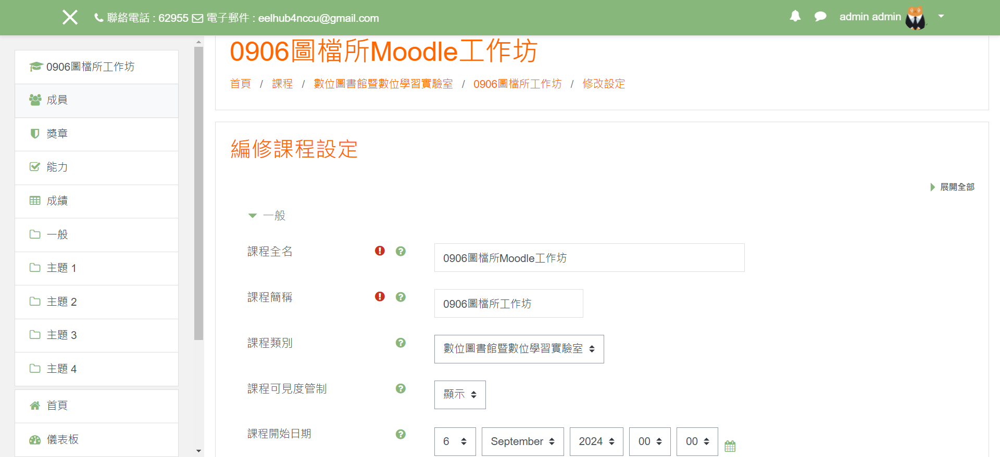 聯絡電話 : 62955 電子郵件 : eelhub4nccu@gmail.com
admin admin
0906圖檔所工作坊
成員
獎章
能力
成績
一般
主題 1
主題 2
主題 3
主題 4
首頁
儀表板
0906圖檔所Moodle工作坊
首頁 / 課程 / 數位圖書館暨數位學習實驗室 / 0906圖檔所工作坊 / 修改設定
編修課程設定
展開全部
一般
課程全名
0906圖檔所Moodle工作坊
課程簡稱
0906圖檔所工作坊
課程類別
數位圖書館暨數位學習實驗室
課程可見度管制
顯示
課程開始日期
6 September 2024 00 00